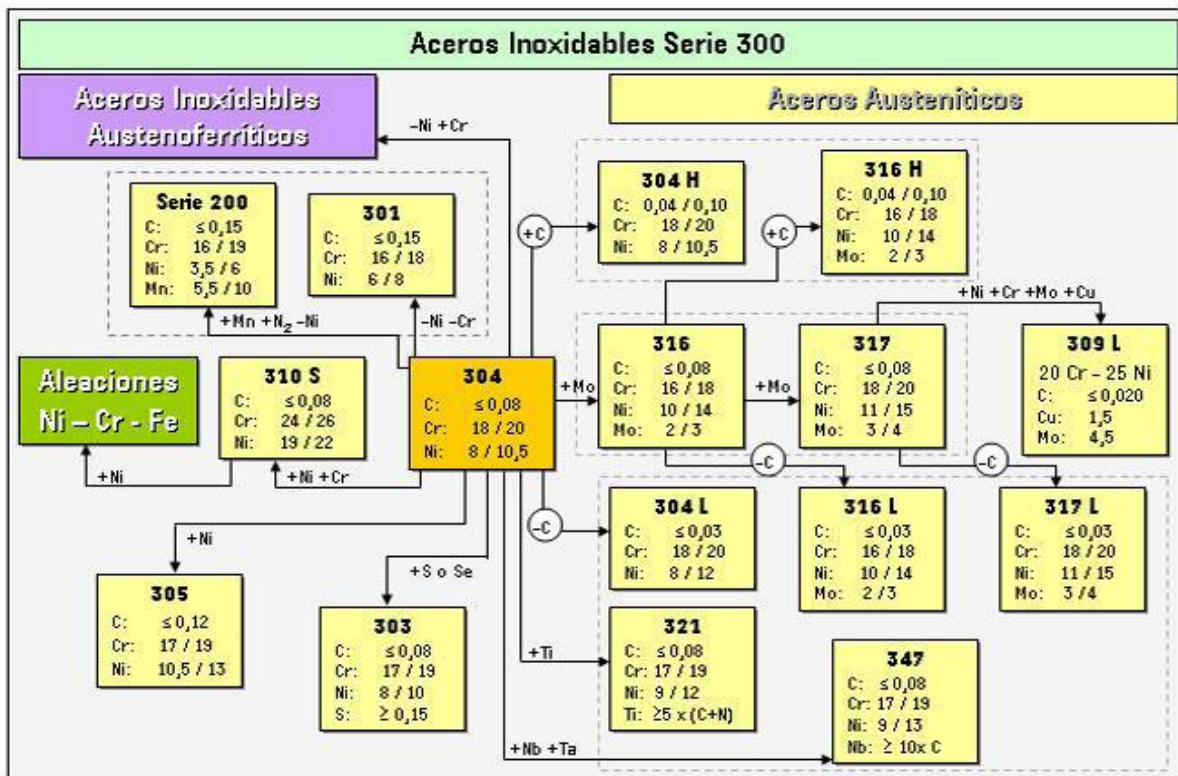 Aceros Inoxidables Serie 300
Aceros Inoxidables
Austenoferríticos
Aceros Austeníticos
–Ni +Cr
Serie 200
C: ≤0,15
Cr: 16 / 19
Ni: 3,5 / 6
Mn: 5,5 / 10
301
C: ≤0,15
Cr: 16 / 18
Ni: 6 / 8
+C
304 H
C: 0,04 / 0,10
Cr: 18 / 20
Ni: 8 / 10,5
+C
316 H
C: 0,04 / 0,10
Cr: 16 / 18
Ni: 10 / 14
Mo: 2 / 3
+Mn +N₂ –Ni
–Ni –Cr
+Ni +Cr +Mo +Cu
Aleaciones
Ni – Cr - Fe
310 S
C: ≤0,08
Cr: 24 / 26
Ni: 19 / 22
304
C: ≤0,08
Cr: 18 / 20
Ni: 8 / 10,5
+Mo
316
C: ≤0,08
Cr: 16 / 18
Ni: 10 / 14
Mo: 2 / 3
+Mo
317
C: ≤0,08
Cr: 18 / 20
Ni: 11 / 15
Mo: 3 / 4
309 L
20 Cr – 25 Ni
C: ≤0,020
Cu: 1,5
Mo: 4,5
+Ni
+Ni +Cr
–C
–C
–C
304 L
C: ≤0,03
Cr: 18 / 20
Ni: 8 / 12
316 L
C: ≤0,03
Cr: 16 / 18
Ni: 10 / 14
Mo: 2 / 3
317 L
C: ≤0,03
Cr: 18 / 20
Ni: 11 / 15
Mo: 3 / 4
+Ni
+S o Se
305
C: ≤0,12
Cr: 17 / 19
Ni: 10,5 / 13
303
C: ≤0,08
Cr: 17 / 19
Ni: 8 / 10
S: ≥ 0,15
+Ti
321
C: ≤0,08
Cr: 17 / 19
Ni: 9 / 12
Ti: ≥5 x (C+N)
+Nb +Ta
347
C: ≤0,08
Cr: 17 / 19
Ni: 9 / 13
Nb: ≥ 10x C